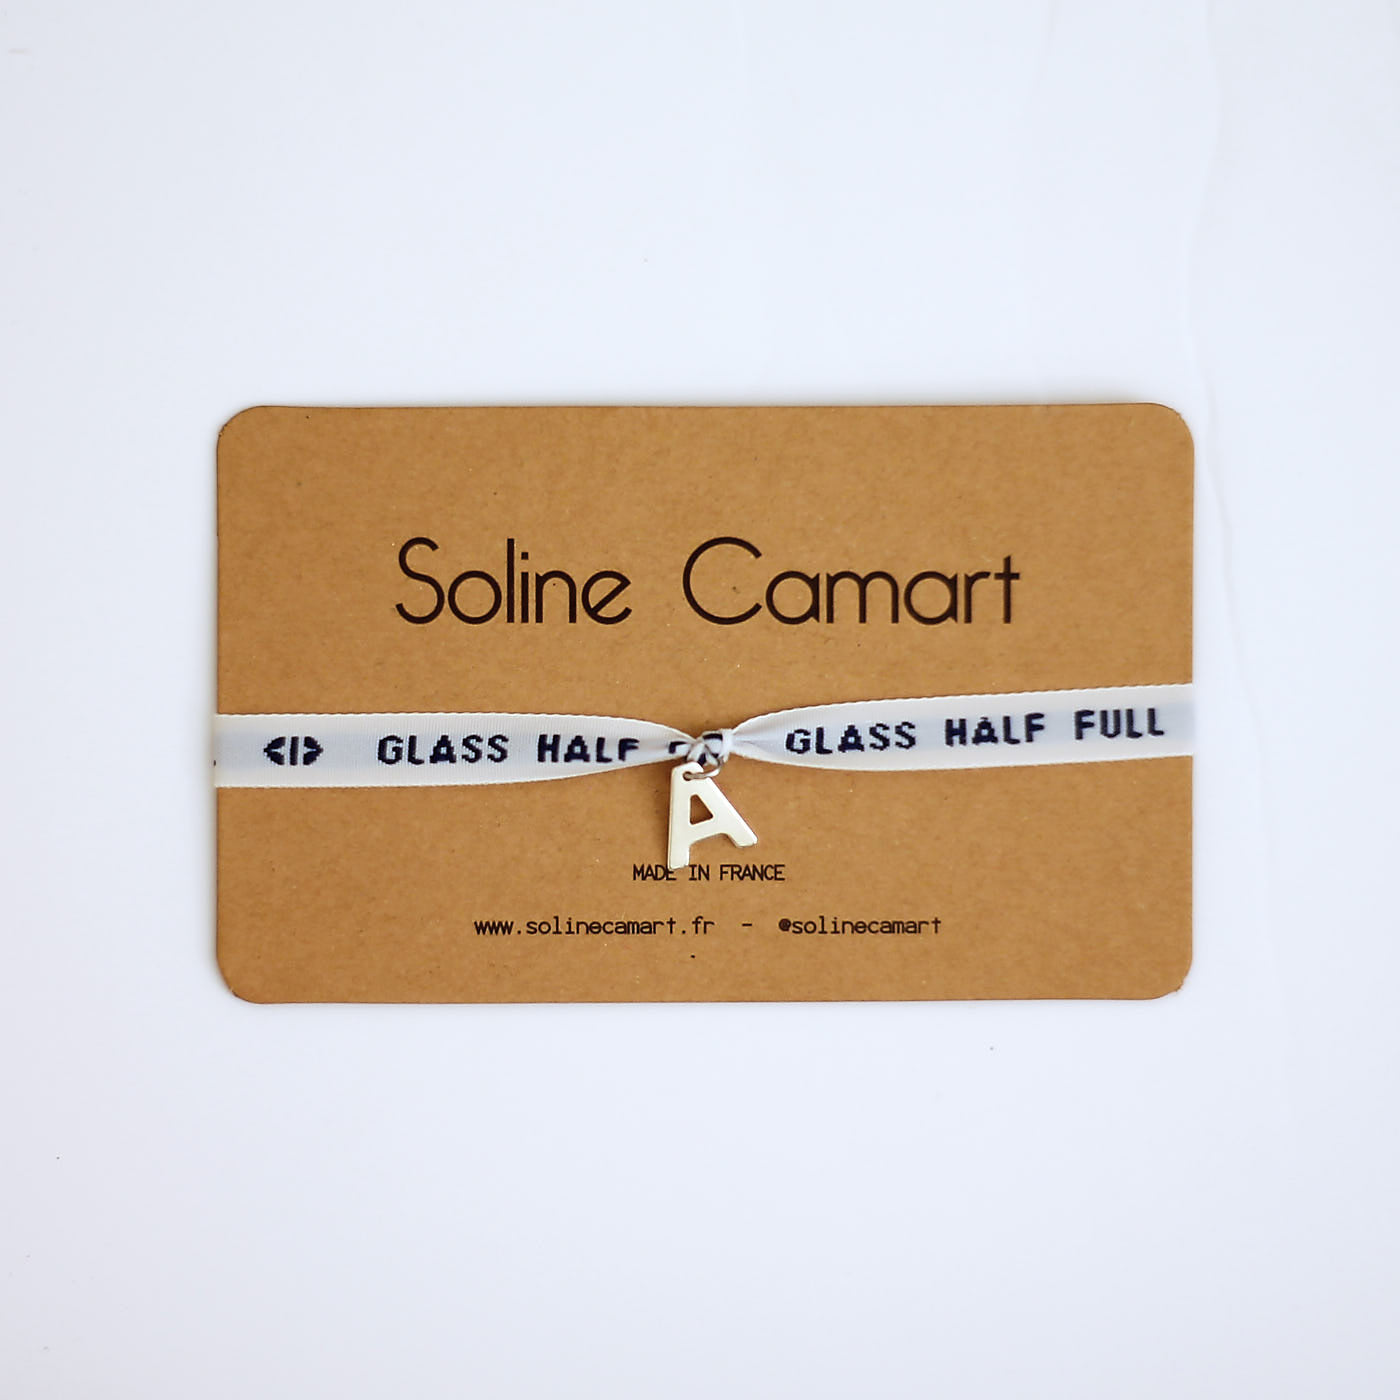 Soline Camart
<|> GLASS HALF GLASS HALF FULL
A
MADE IN FRANCE
www.solinecamart.fr - @solinecamart